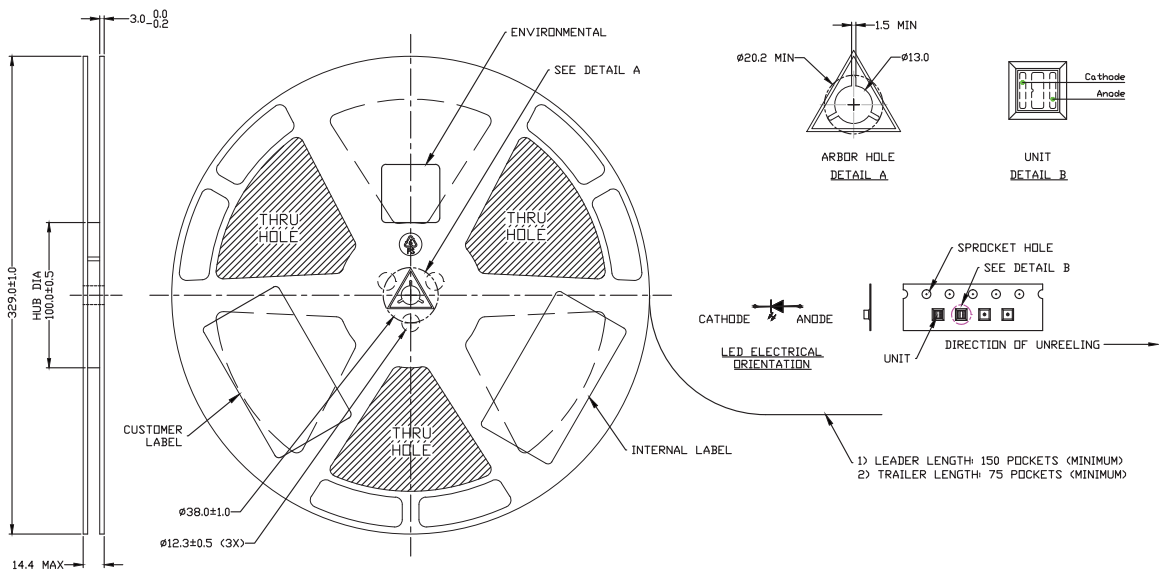 3.0 0.0 -0.2
329.0±1.0
HUB DIA
100.0±0.5
14.4 MAX
ENVIRONMENTAL
SEE DETAIL A
THRU
HOLE
THRU
HOLE
THRU
HOLE
PS
CUSTOMER
LABEL
INTERNAL LABEL
ø38.0±1.0
ø12.3±0.5 (3X)
1.5 MIN
ø20.2 MIN
ø13.0
ARBOR HOLE
DETAIL A
Cathode
Anode
UNIT
DETAIL B
SPROCKET HOLE
SEE DETAIL B
CATHODE
ANODE
LED ELECTRICAL
ORIENTATION
UNIT
DIRECTION OF UNREELING
1) LEADER LENGTH: 150 POCKETS (MINIMUM)
2) TRAILER LENGTH: 75 POCKETS (MINIMUM)